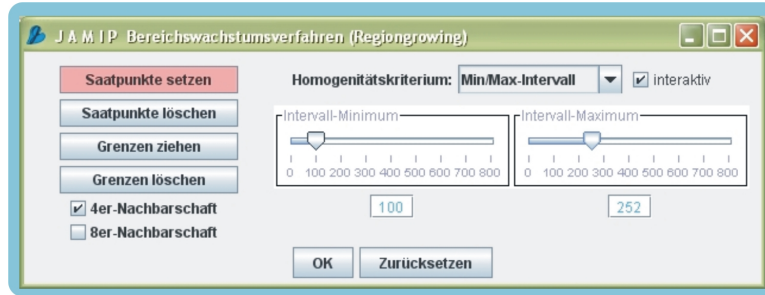 JAMIP Bereichswachstumsverfahren (Regiongrowing)
Saatpunkte setzen
Homogenitätskriterium: Min/Max-Intervall interaktiv
Saatpunkte löschen
Grenzen ziehen
Grenzen löschen
4er-Nachbarschaft
8er-Nachbarschaft
Intervall-Minimum
0 100 200 300 400 500 600 700 800
100
Intervall-Maximum
0 100 200 300 400 500 600 700 800
252
OK Zurücksetzen